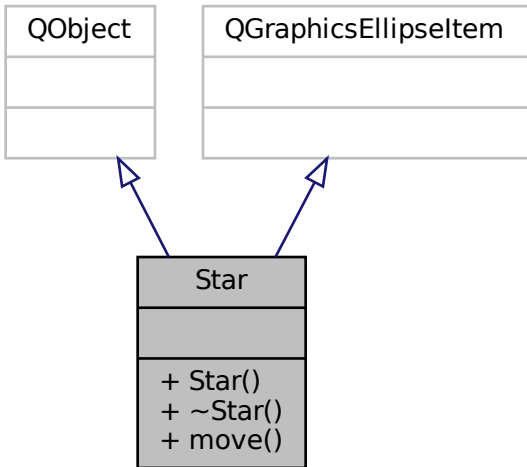 QObject
QGraphicsEllipseItem
Star
+ Star()
+ ~Star()
+ move()